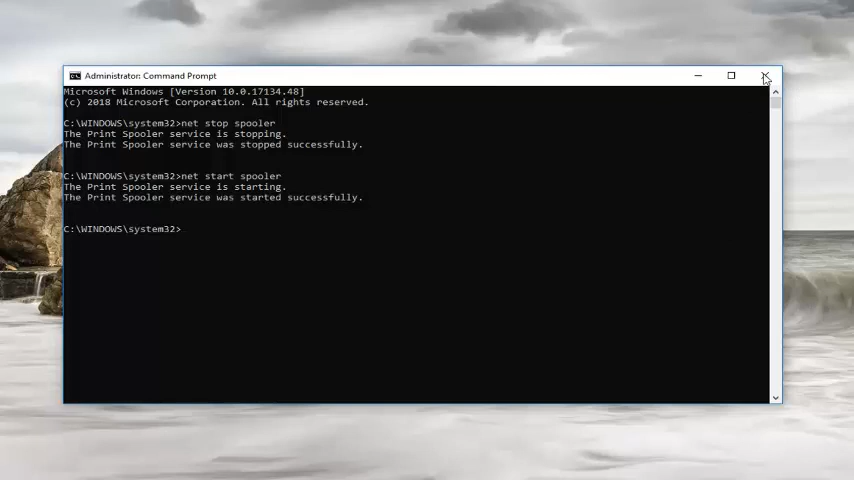 Administrator: Command Prompt
Microsoft Windows [Version 10.0.17134.48]
(c) 2018 Microsoft Corporation. All rights reserved.
C:\WINDOWS\system32>net stop spooler
The Print Spooler service is stopping.
The Print Spooler service was stopped successfully.
C:\WINDOWS\system32>net start spooler
The Print Spooler service is starting.
The Print Spooler service was started successfully.
C:\WINDOWS\system32>